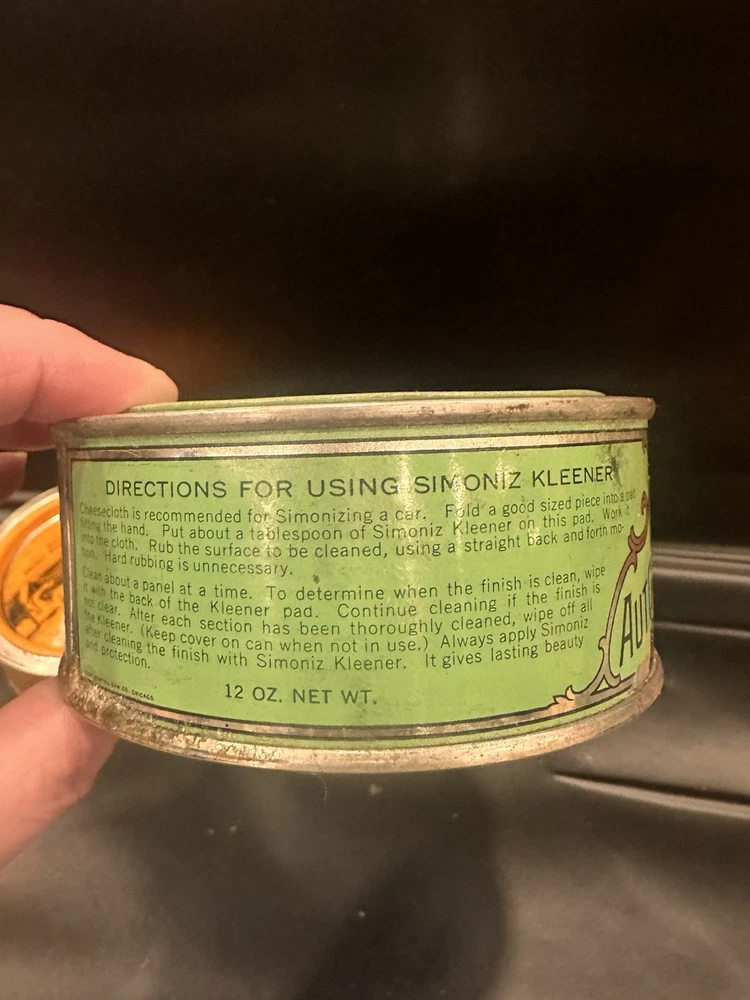 DIRECTIONS FOR USING SIMONIZ KLEENER
Cheesecloth is recommended for Simonizing a car. Fold a good sized piece into a pad
fitting the hand. Put about a tablespoon of Simoniz Kleener on this pad. Work it
into the cloth. Rub the surface to be cleaned, using a straight back and forth mo-
tion. Hard rubbing is unnecessary.
Clean about a panel at a time. To determine when the finish is clean, wipe
it with the back of the Kleener pad. Continue cleaning if the finish is
not clear. After each section has been thoroughly cleaned, wipe off all
the Kleener. (Keep cover on can when not in use.) Always apply Simoniz
after cleaning the finish with Simoniz Kleener. It gives lasting beauty
and protection.
CAN CO. CHICAGO
12 OZ. NET WT.